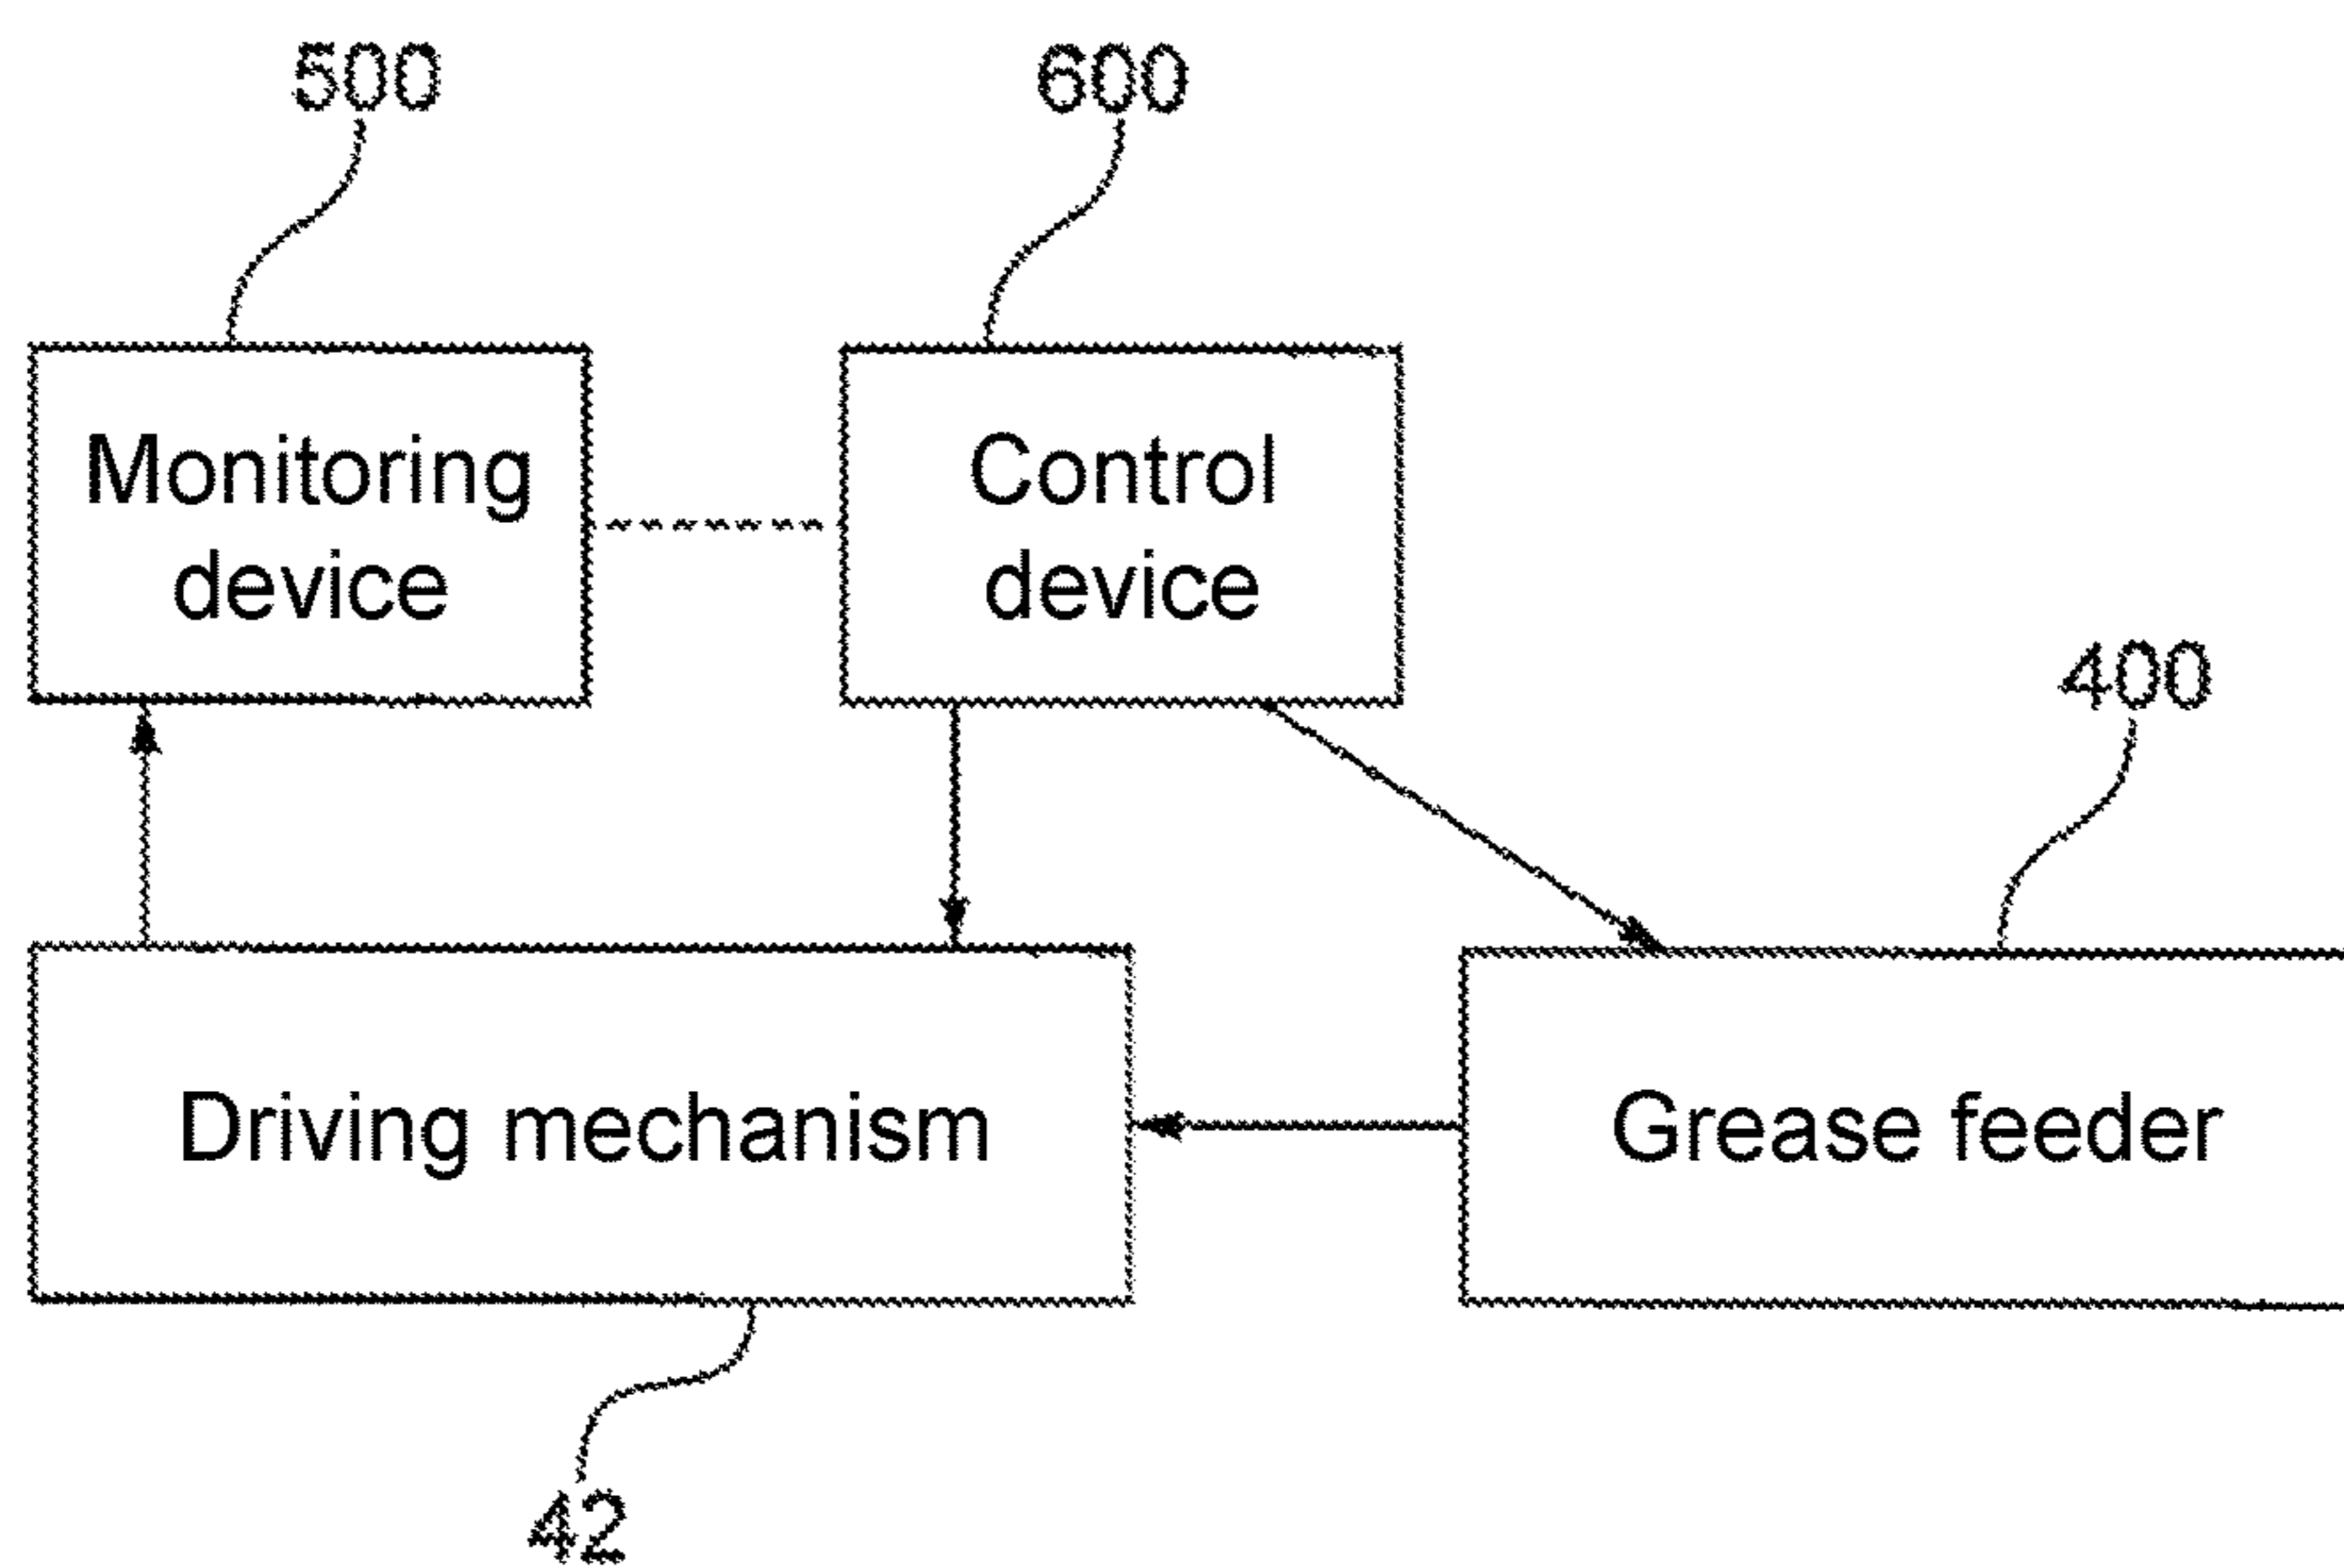 500
600
Monitoring
device
Control
device
400
Driving mechanism
Grease feeder
42